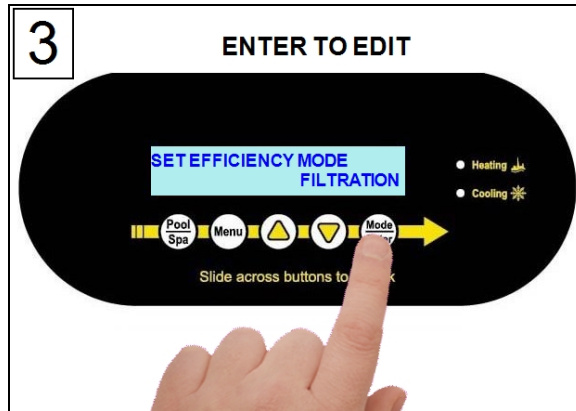 3
ENTER TO EDIT
SET EFFICIENCY MODE
FILTRATION
Heating
Cooling
Pool
Spa
Menu
Mode
Slide across buttons to